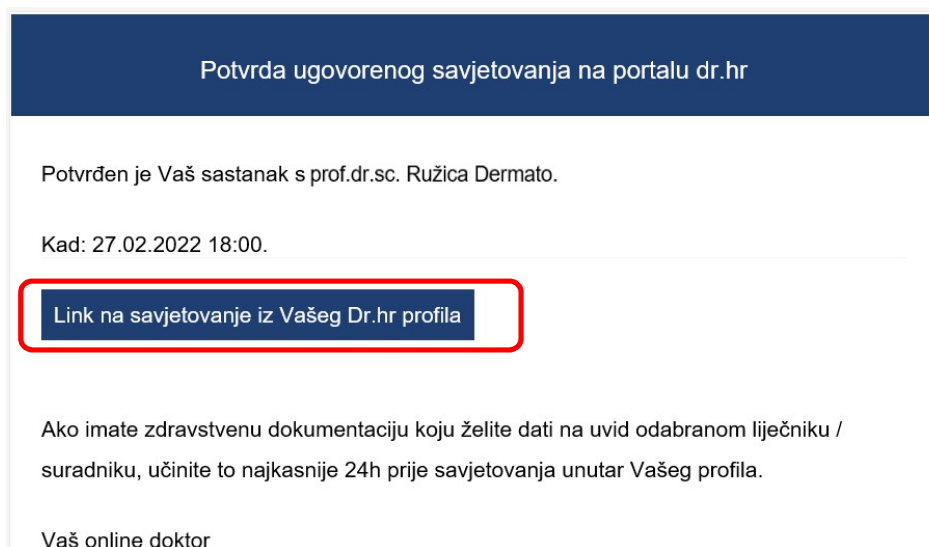 Potvrda ugovorenog savjetovanja na portalu dr.hr
Potvrđen je Vaš sastanak s prof.dr.sc. Ružica Dermato.
Kad: 27.02.2022 18:00.
Link na savjetovanje iz Vašeg Dr.hr profila
Ako imate zdravstvenu dokumentaciju koju želite dati na uvid odabranom liječniku /
suradniku, učinite to najkasnije 24h prije savjetovanja unutar Vašeg profila.
Vaš online doktor